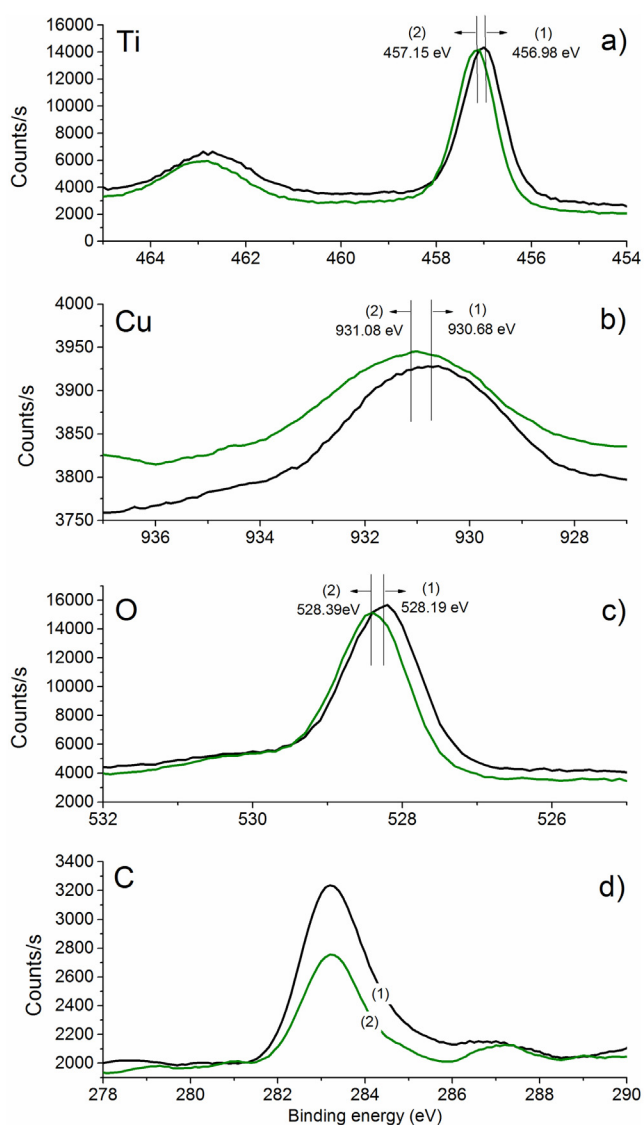 Ti
a)
(2)
(1)
457.15 eV
456.98 eV
Counts/s
16000
14000
12000
10000
8000
6000
4000
2000
0
464 462 460 458 456 454
Cu
b)
(2)
(1)
931.08 eV
930.68 eV
Counts/s
4000
3950
3900
3850
3800
3750
936 934 932 930 928
O
c)
(2)
(1)
528.39eV
528.19 eV
Counts/s
16000
14000
12000
10000
8000
6000
4000
2000
532 530 528 526
C
d)
(1)
(2)
Counts/s
3400
3200
2800
2600
2400
2200
2000
278 280 282 284 286 288 290
Binding energy (eV)